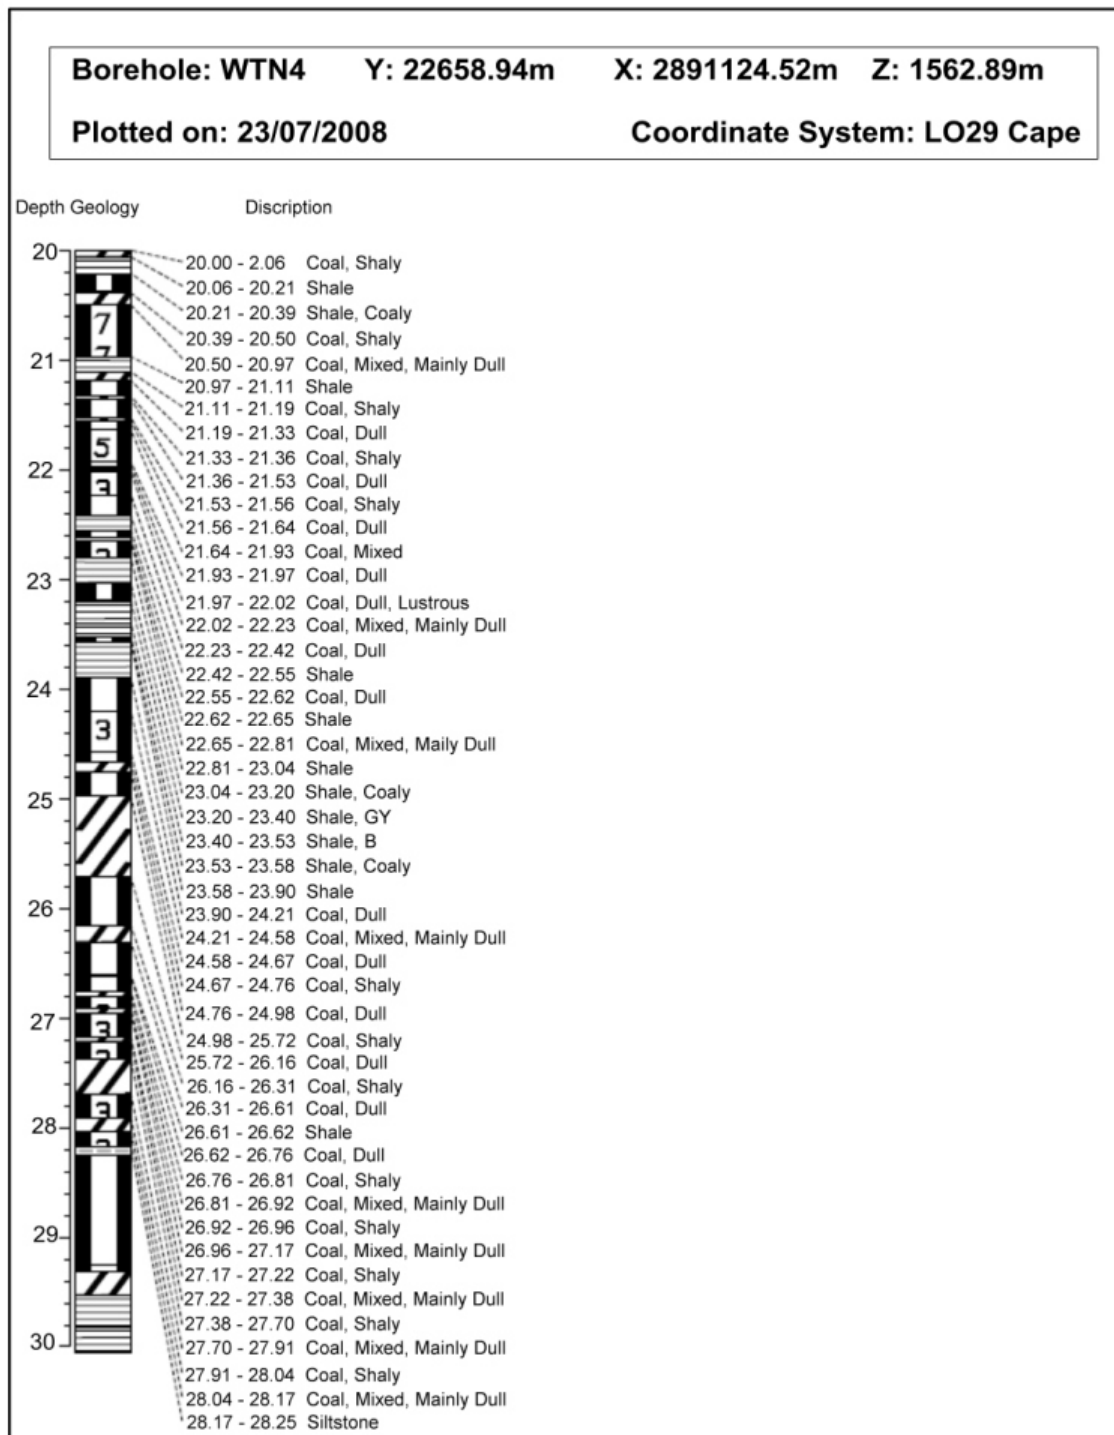 Borehole: WTN4 Y: 22658.94m X: 2891124.52m Z: 1562.89m
Plotted on: 23/07/2008 Coordinate System: LO29 Cape
Depth Geology Discription
20
20.00 - 2.06 Coal, Shaly
20.06 - 20.21 Shale
20.21 - 20.39 Shale, Coaly
7
20.39 - 20.50 Coal, Shaly
7
21
20.50 - 20.97 Coal, Mixed, Mainly Dull
20.97 - 21.11 Shale
21.11 - 21.19 Coal, Shaly
21.19 - 21.33 Coal, Dull
5
21.33 - 21.36 Coal, Shaly
22
21.36 - 21.53 Coal, Dull
3
21.53 - 21.56 Coal, Shaly
21.56 - 21.64 Coal, Dull
3
21.64 - 21.93 Coal, Mixed
23
21.93 - 21.97 Coal, Dull
21.97 - 22.02 Coal, Dull, Lustrous
22.02 - 22.23 Coal, Mixed, Mainly Dull
22.23 - 22.42 Coal, Dull
22.42 - 22.55 Shale
24
22.55 - 22.62 Coal, Dull
22.62 - 22.65 Shale
3
22.65 - 22.81 Coal, Mixed, Maily Dull
22.81 - 23.04 Shale
25
23.04 - 23.20 Shale, Coaly
23.20 - 23.40 Shale, GY
23.40 - 23.53 Shale, B
23.53 - 23.58 Shale, Coaly
23.58 - 23.90 Shale
26
23.90 - 24.21 Coal, Dull
24.21 - 24.58 Coal, Mixed, Mainly Dull
24.58 - 24.67 Coal, Dull
24.67 - 24.76 Coal, Shaly
27
24.76 - 24.98 Coal, Dull
3
24.98 - 25.72 Coal, Shaly
3
25.72 - 26.16 Coal, Dull
26.16 - 26.31 Coal, Shaly
3
26.31 - 26.61 Coal, Dull
28
26.61 - 26.62 Shale
3
26.62 - 26.76 Coal, Dull
26.76 - 26.81 Coal, Shaly
26.81 - 26.92 Coal, Mixed, Mainly Dull
29
26.92 - 26.96 Coal, Shaly
26.96 - 27.17 Coal, Mixed, Mainly Dull
27.17 - 27.22 Coal, Shaly
27.22 - 27.38 Coal, Mixed, Mainly Dull
27.38 - 27.70 Coal, Shaly
30
27.70 - 27.91 Coal, Mixed, Mainly Dull
27.91 - 28.04 Coal, Shaly
28.04 - 28.17 Coal, Mixed, Mainly Dull
28.17 - 28.25 Siltstone